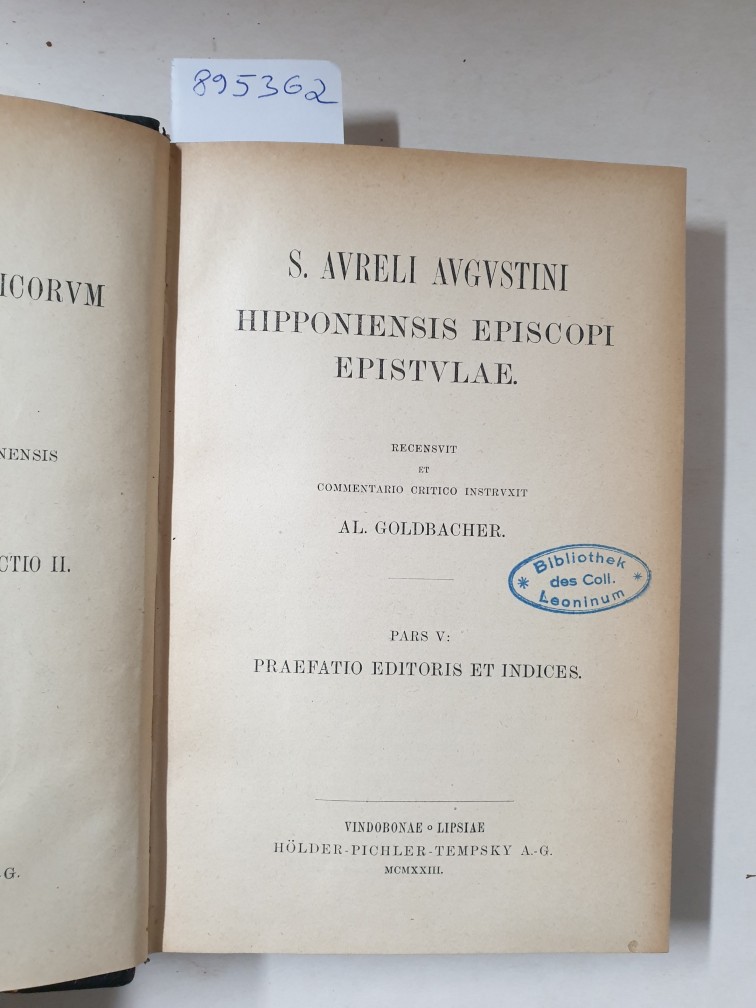 895362
ICORVM
NENSIS
CTIO II.
.G.
S. AVRELI AVGVSTINI
HIPPONIENSIS EPISCOPI
EPISTVLAE.
RECENSVIT
ET
COMMENTARIO CRITICO INSTRVXIT
AL. GOLDBACHER.
Bibliothek
* des Coll. *
Leoninum
PARS V:
PRAEFATIO EDITORIS ET INDICES.
VINDOBONAE ∘ LIPSIAE
HÖLDER-PICHLER-TEMPSKY A.-G.
MCMXXIII.